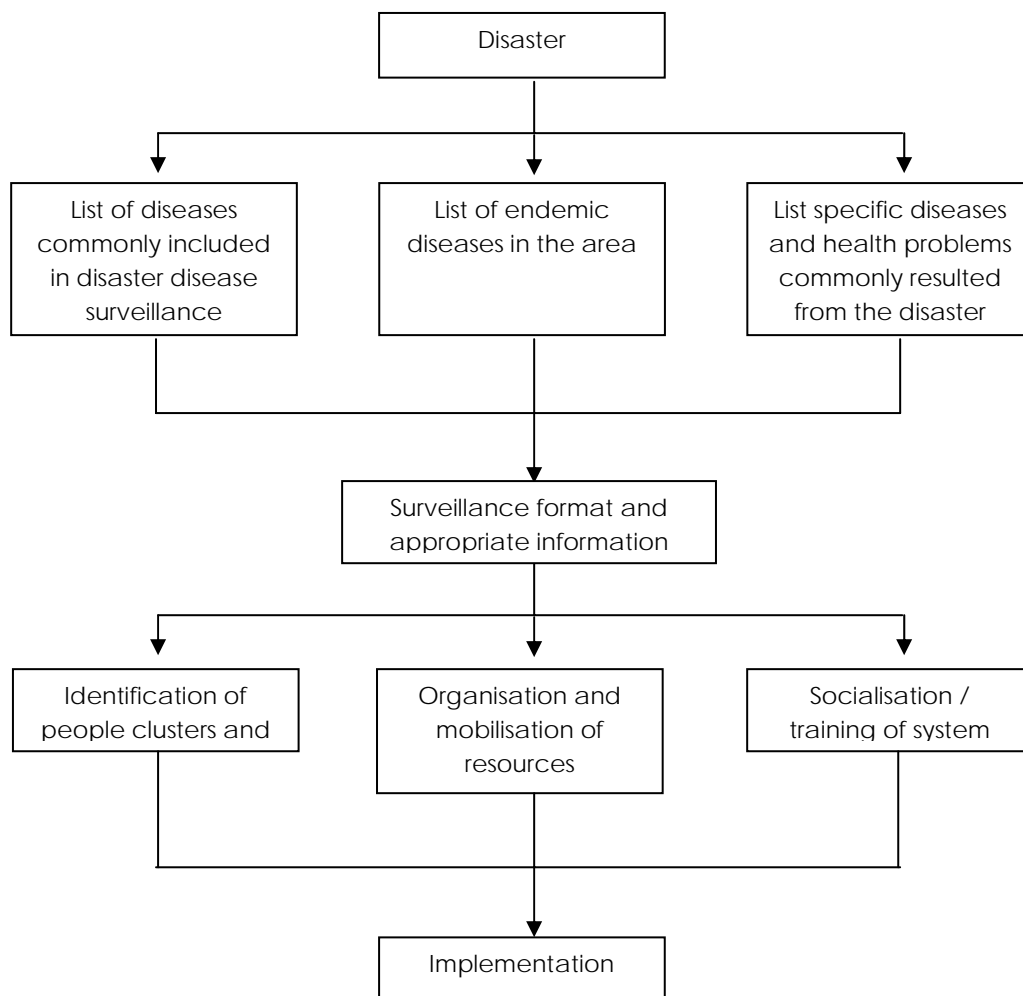 Disaster
List of diseases
commonly included
in disaster disease
surveillance
List of endemic
diseases in the area
List specific diseases
and health problems
commonly resulted
from the disaster
Surveillance format and
appropriate information
Identification of
people clusters and
Organisation and
mobilisation of
resources
Socialisation /
training of system
Implementation